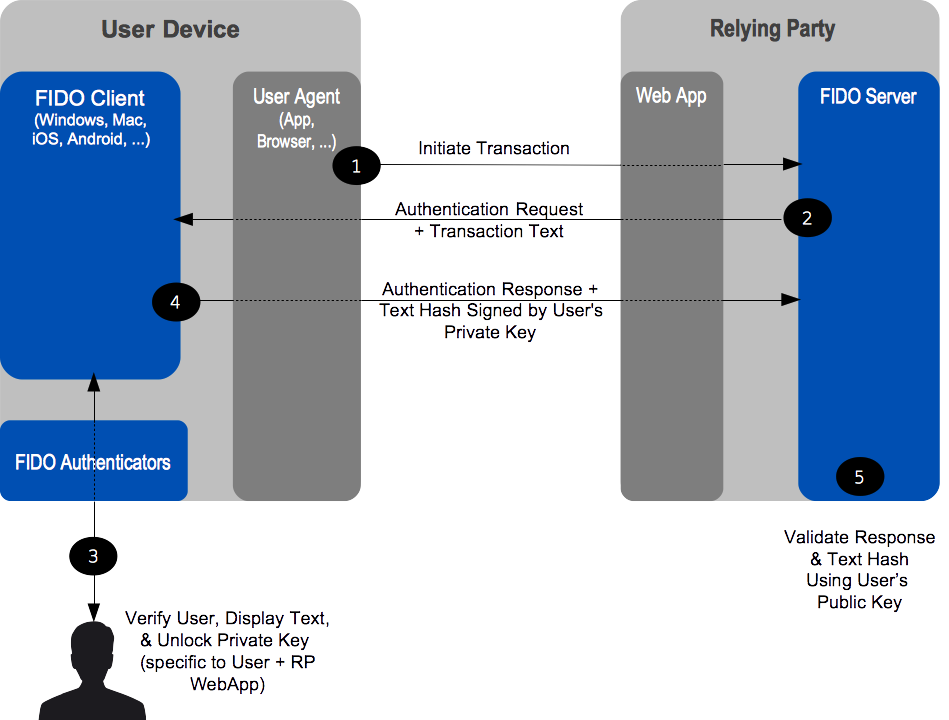 User Device
Relying Party
FIDO Client
(Windows, Mac,
iOS, Android, ...)
User Agent
(App,
Browser, ...)
Web App
FIDO Server
1
Initiate Transaction
2
Authentication Request
+ Transaction Text
4
Authentication Response +
Text Hash Signed by User's
Private Key
FIDO Authenticators
5
Validate Response
& Text Hash
Using User’s
Public Key
3
Verify User, Display Text,
& Unlock Private Key
(specific to User + RP
WebApp)